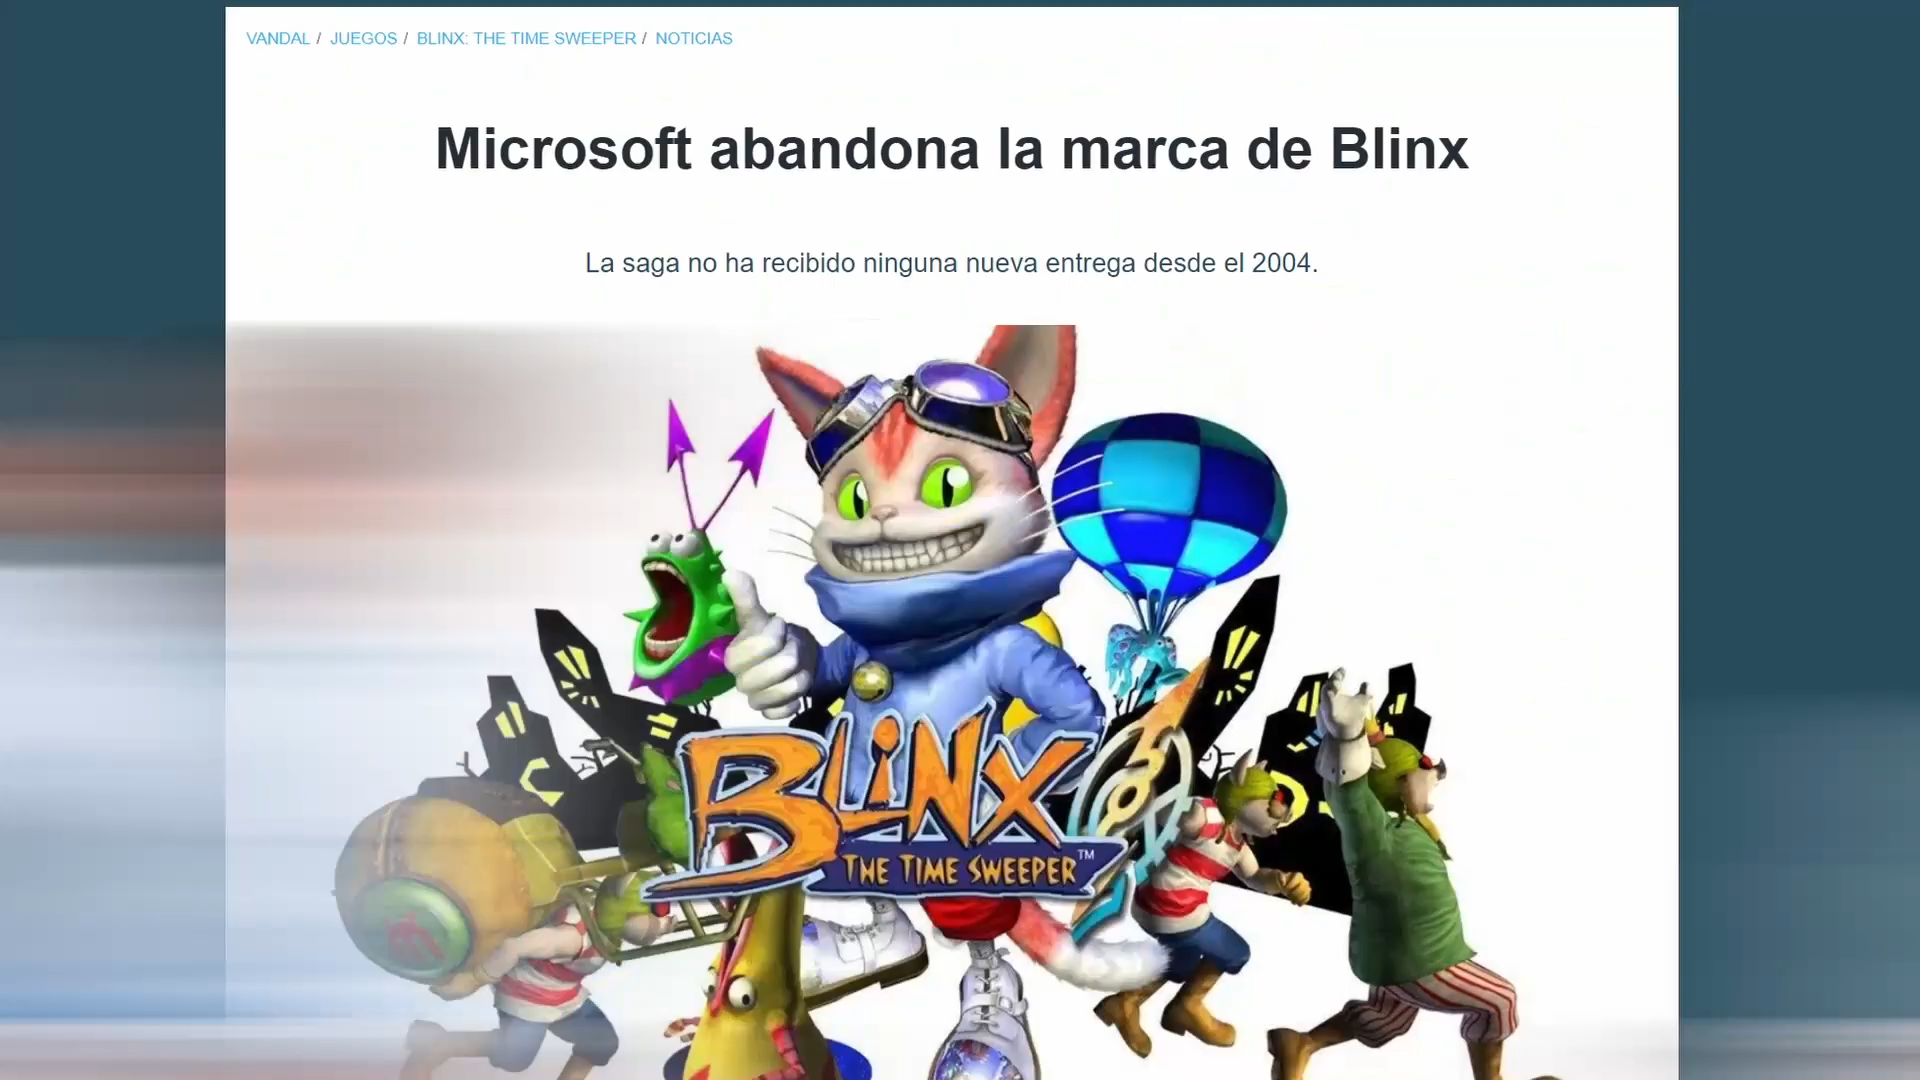 VANDAL / JUEGOS / BLINX: THE TIME SWEEPER / NOTICIAS
Microsoft abandona la marca de Blinx
La saga no ha recibido ninguna nueva entrega desde el 2004.
BLiNX
THE TIME SWEEPER™